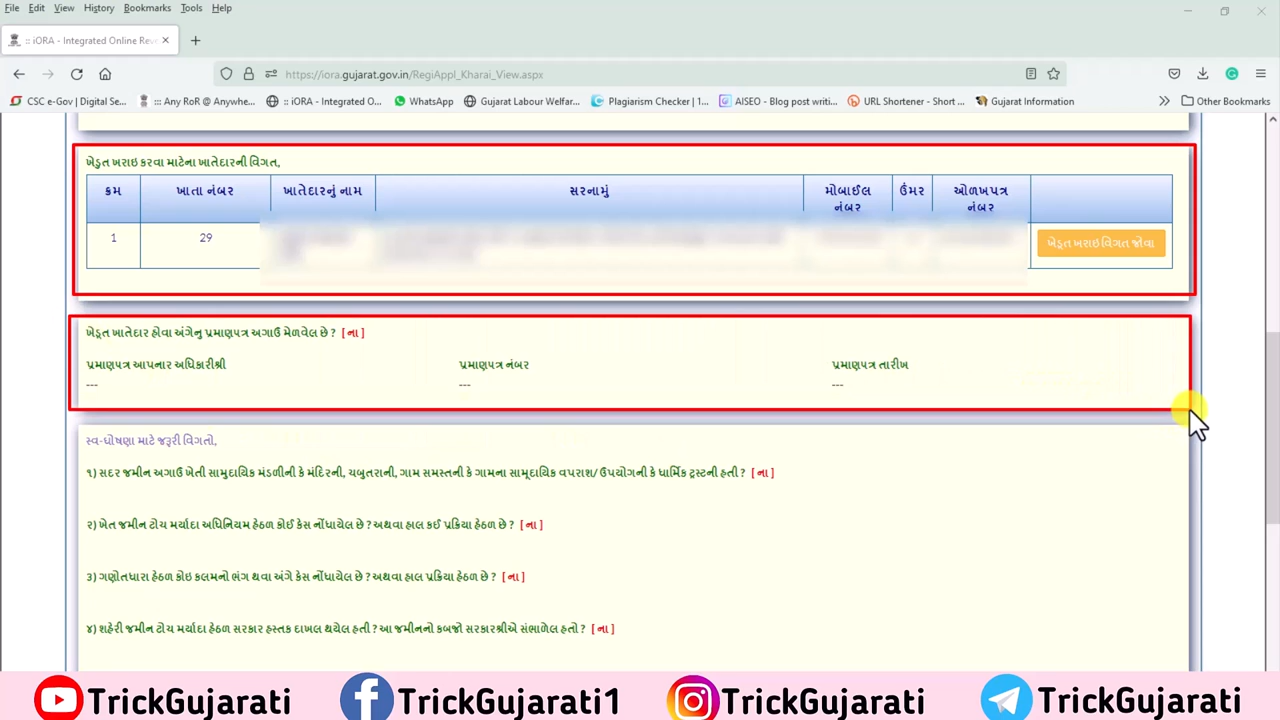 File Edit View History Bookmarks Tools Help
:: iORA - Integrated Online Reve
https://iora.gujarat.gov.in/RegiAppl_Kharai_View.aspx
CSC e-Gov | Digital Se... ::: Any RoR @ Anywhe... :: iORA - Integrated O... WhatsApp Gujarat Labour Welfar... Plagiarism Checker | 1... AISEO - Blog post writi... URL Shortener - Short ... Gujarat Information Other Bookmarks
ખેડૂત ખરાઇ કરવા માટેના ખાતેદારની વિગત,
ક્રમ ખાતા નંબર ખાતેદારનું નામ સરનામું મોબાઈલ નંબર ઉંમર ઓળખપત્ર નંબર
1 29 ખેડૂત ખરાઇ વિગત જોવા
ખેડૂત ખાતેદાર હોવા અંગેનુ પ્રમાણપત્ર અગાઉ મેળવેલ છે ? [ ના ]
પ્રમાણપત્ર આપનાર અધિકારીશ્રી પ્રમાણપત્ર નંબર પ્રમાણપત્ર તારીખ
--- --- ---
સ્વ-ઘોષણા માટે જરૂરી વિગતો,
૧) સદર જમીન અગાઉ ખેતી સામુદાયિક મંડળીની કે મંદિરની, ચબુતરાની, ગામ સમસ્તની કે ગામના સામૂદાયિક વપરાશ/ ઉપયોગની કે ધાર્મિક ટ્રસ્ટની હતી ? [ ના ]
૨) ખેત જમીન ટોચ મર્યાદા અધિનિયમ હેઠળ કોઈ કેસ નોંધાયેલ છે ? અથવા હાલ કઈ પ્રક્રિયા હેઠળ છે ? [ ના ]
૩) ગણોતધારા હેઠળ કોઇ કલમનો ભંગ થવા અંગે કેસ નોંધાયેલ છે ? અથવા હાલ પ્રક્રિયા હેઠળ છે ? [ ના ]
૪) શહેરી જમીન ટોચ મર્યાદા હેઠળ સરકાર હસ્તક દાખલ થયેલ હતી ? આ જમીનનો કબજો સરકારશ્રીએ સંભાળેલ હતો ? [ ના ]
TrickGujarati TrickGujarati1 TrickGujarati TrickGujarati